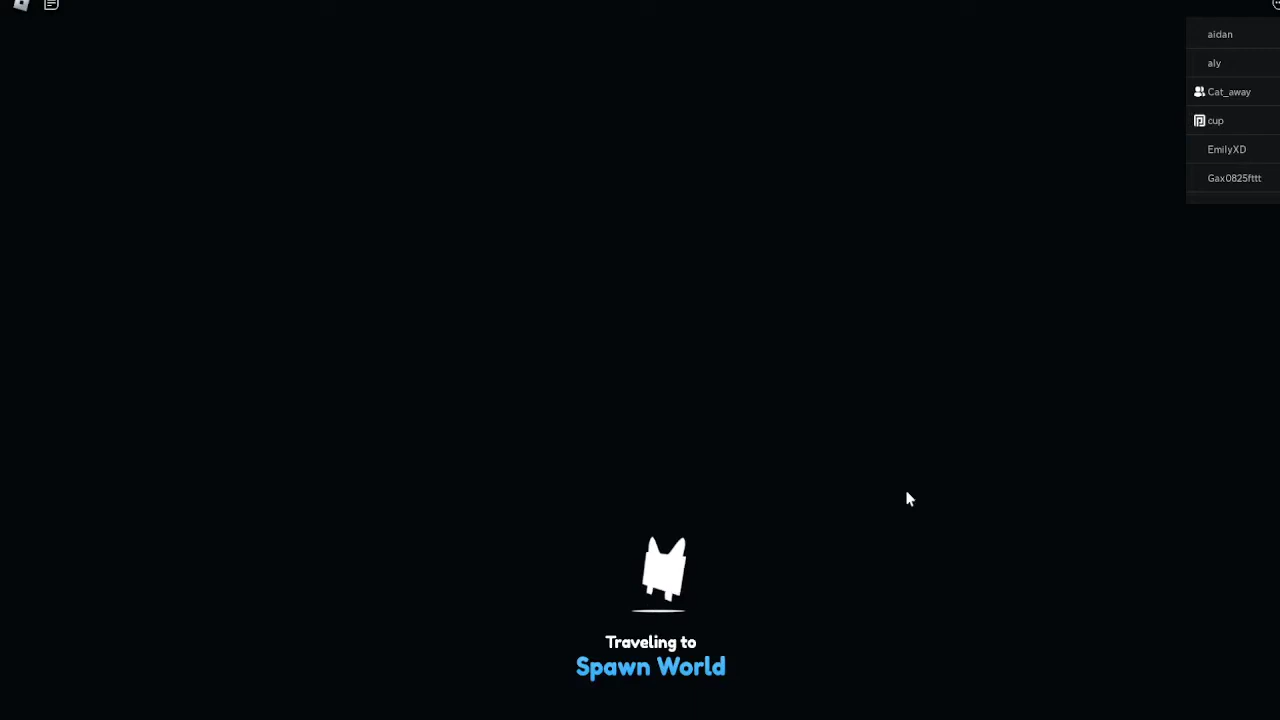 aidan
aly
Cat_away
cup
EmilyXD
Gax0825fttt
Traveling to
Spawn World